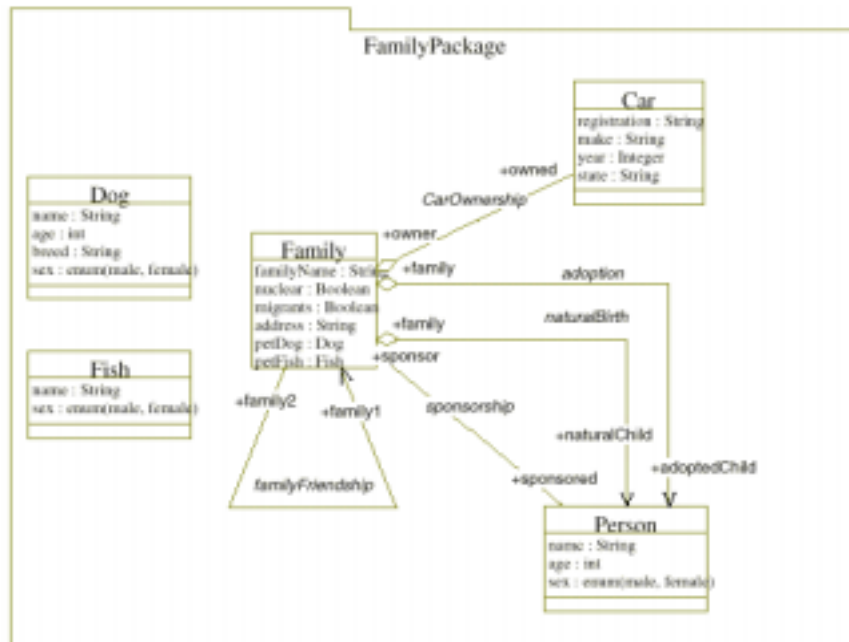 FamilyPackage
Car
registration : String
make : String
year : Integer
state : String
+owned
CarOwnership
+owner
Dog
name : String
age : int
breed : String
sex : enum(male, female)
Family
familyName : String
nuclear : Boolean
migrants : Boolean
address : String
petDog : Dog
petFish : Fish
+family
adoption
+family
naturalBirth
+sponsor
Fish
name : String
sex : enum(male, female)
+family2
+family1
sponsorship
familyFriendship
+naturalChild
+adoptedChild
+sponsored
Person
name : String
age : int
sex : enum(male, female)